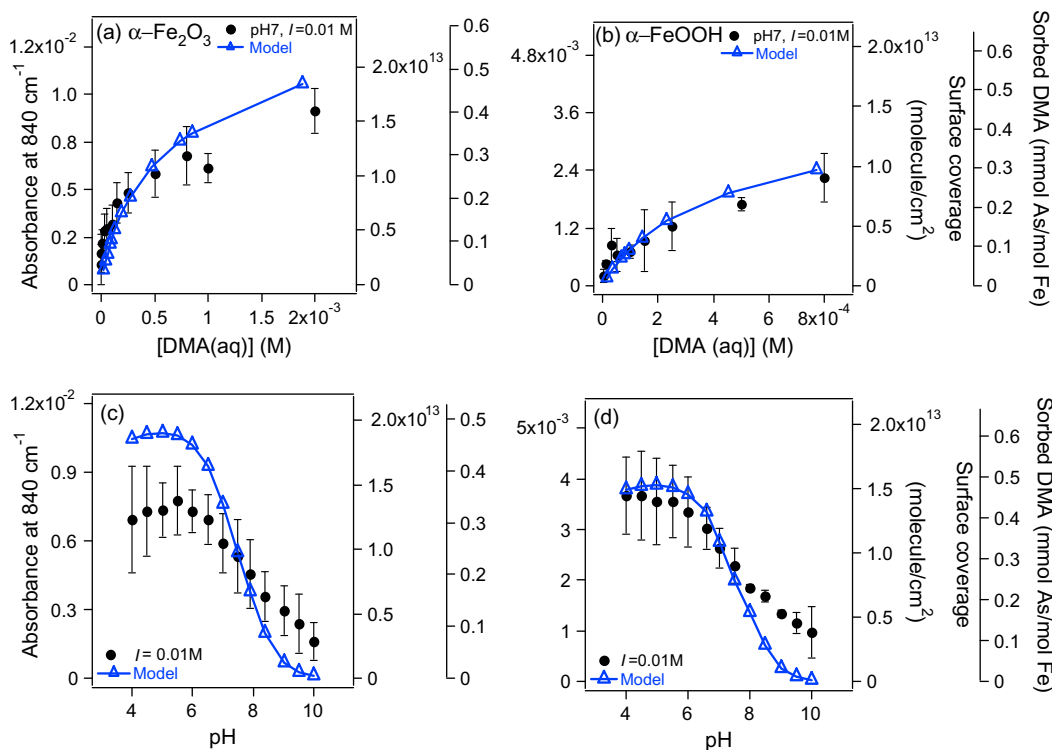 (a) α–Fe2O3
pH7, I=0.01 M
Model
Absorbance at 840 cm-1
1.2x10-2
1.0
0.8
0.5
0.2
0
0 0.5 1 1.5 2x10-3
[DMA(aq)] (M)
2.0x1013
1.5
1.0
0.5
0
0.6
0.5
0.4
0.3
0.2
0.1
0
(b) α–FeOOH
pH7, I=0.01M
Model
4.8x10-3
3.6
2.4
1.2
0
0 2 4 6 8x10-4
[DMA (aq)] (M)
2.0x1013
1.5
1.0
0.5
0
(molecule/cm2)
Surface coverage
0.6
0.5
0.4
0.3
0.2
0.1
0
Sorbed DMA (mmol As/mol Fe)
(c)
I= 0.01M
Model
Absorbance at 840 cm-1
1.2x10-2
0.9
0.6
0.3
0
4 6 8 10
pH
2.0x1013
1.5
1.0
0.5
0
0.5
0.4
0.3
0.2
0.1
0
(d)
I=0.01M
Model
5x10-3
4
3
2
1
0
4 6 8 10
pH
2.0x1013
1.5
1.0
0.5
0
(molecule/cm2)
Surface coverage
0.6
0.5
0.4
0.3
0.2
0.1
0
Sorbed DMA (mmol As/mol Fe)